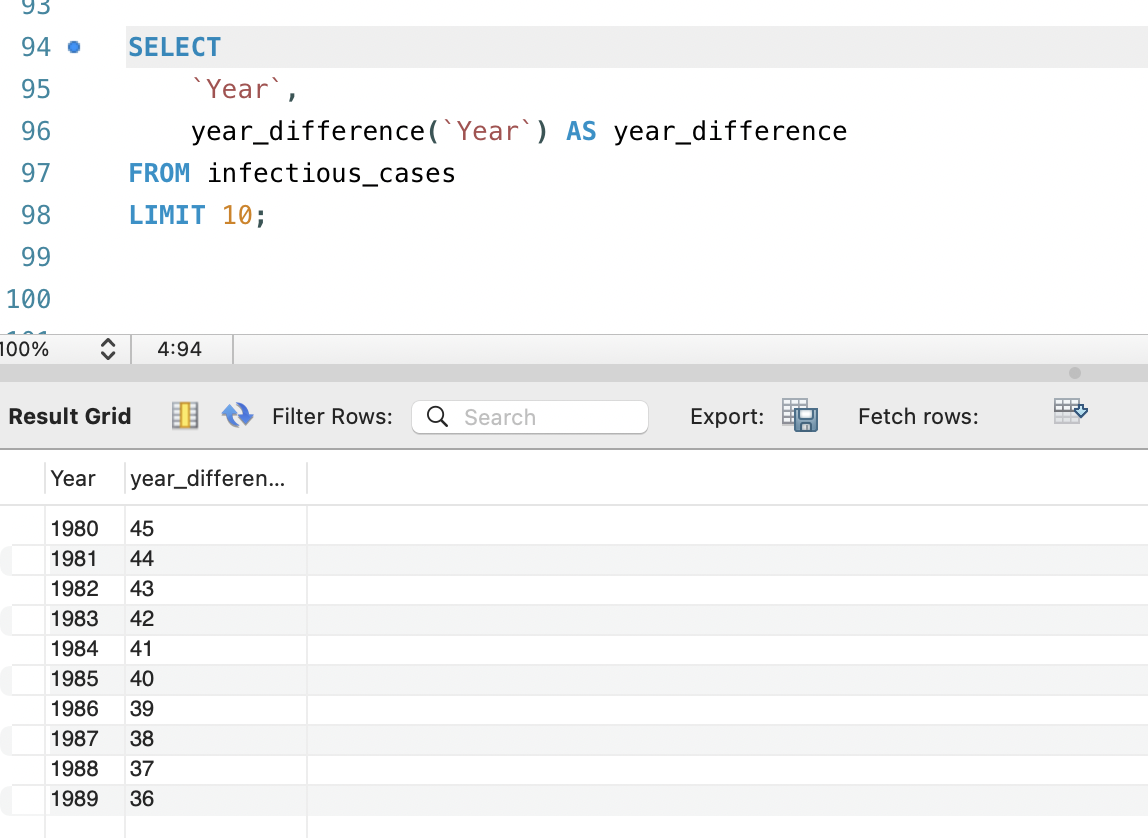 93
94 SELECT
95 `Year`,
96 year_difference(`Year`) AS year_difference
97 FROM infectious_cases
98 LIMIT 10;
99
100
100% 4:94
Result Grid Filter Rows: Search Export: Fetch rows:
Year year_differen...
1980 45
1981 44
1982 43
1983 42
1984 41
1985 40
1986 39
1987 38
1988 37
1989 36